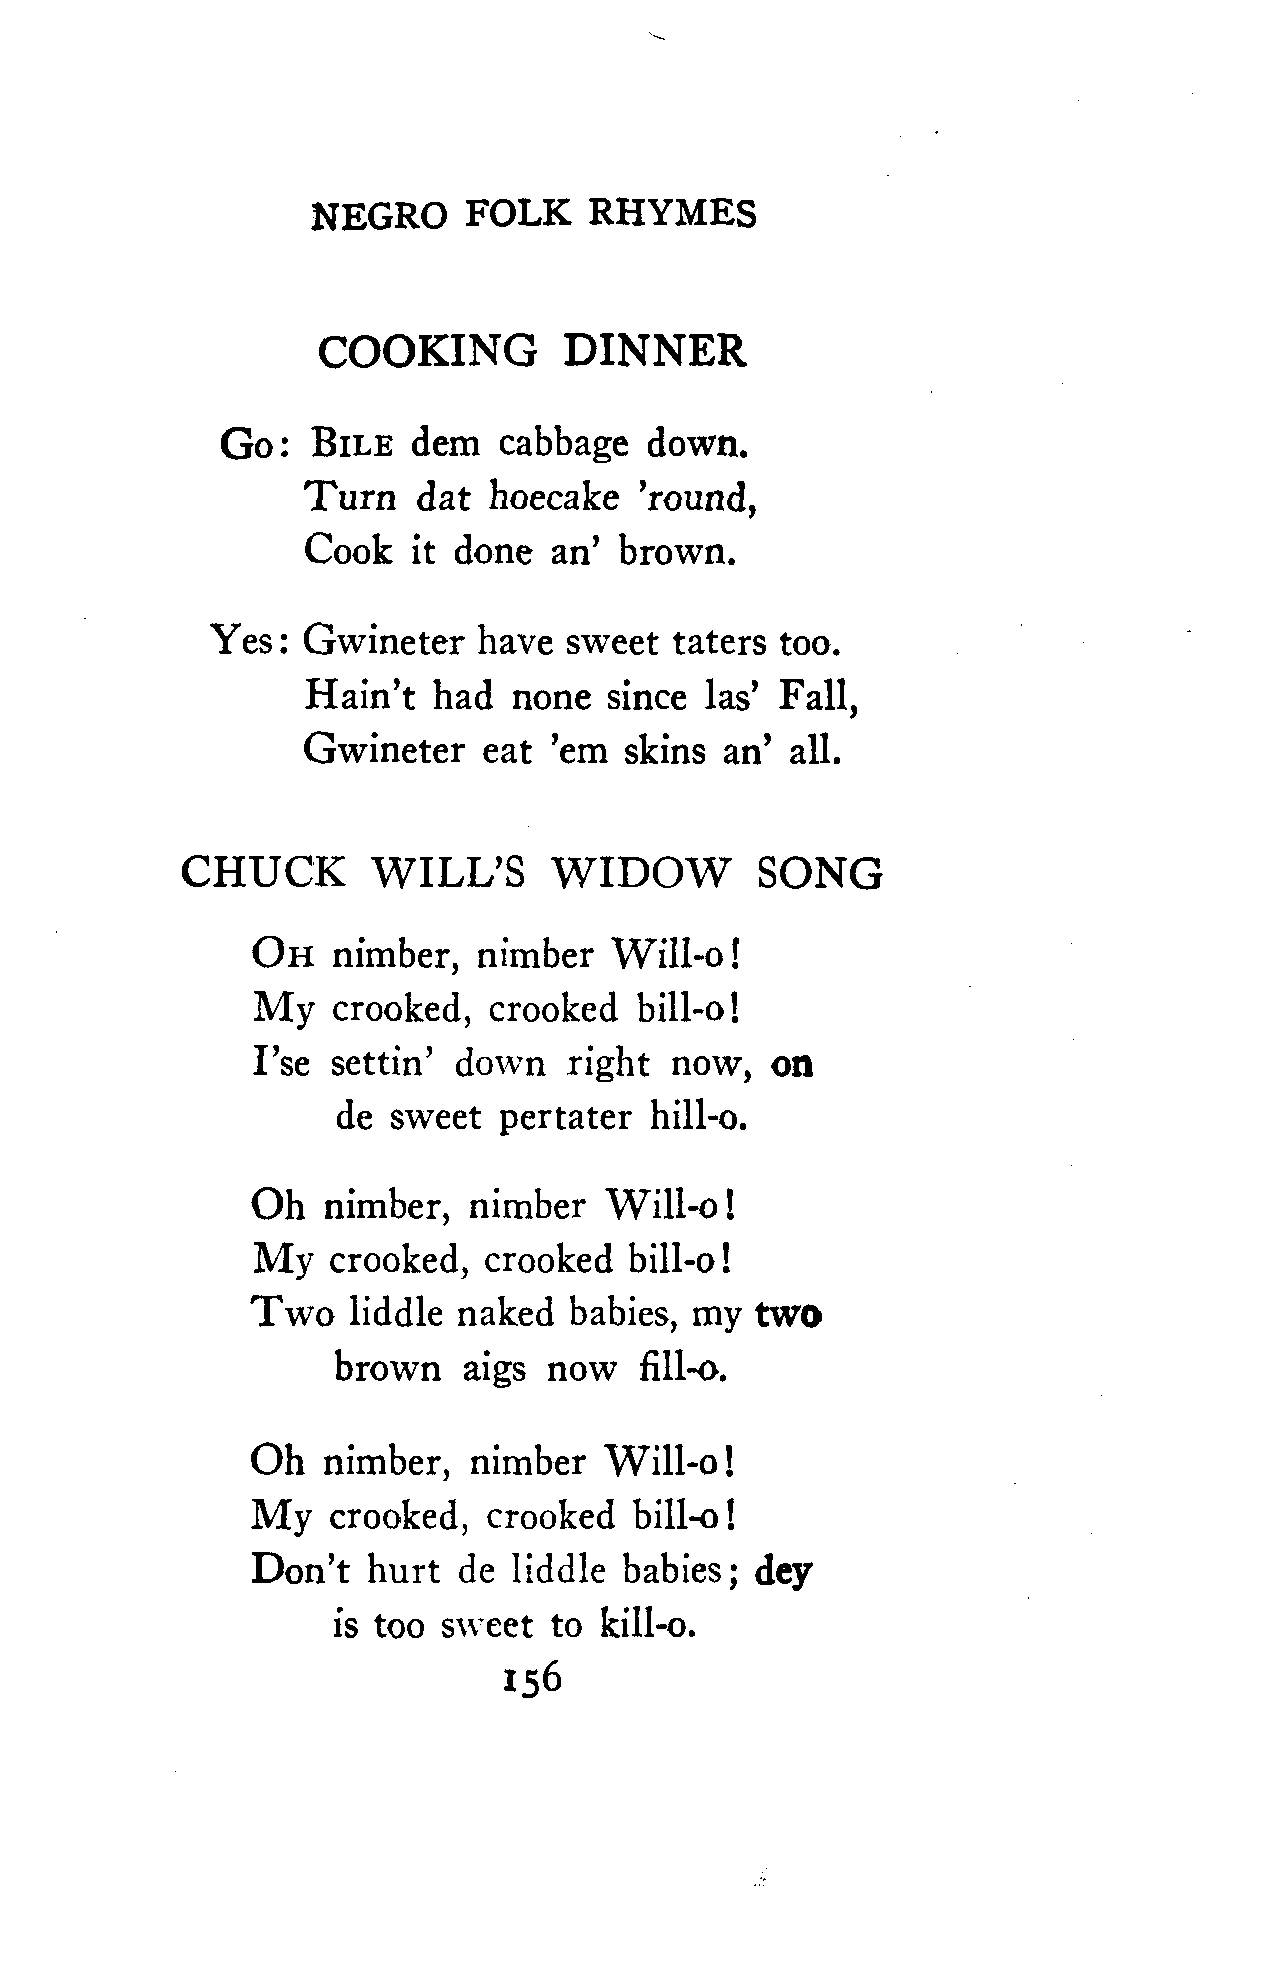 NEGRO FOLK RHYMES
COOKING DINNER
Go: BILE dem cabbage down.
Turn dat hoecake 'round,
Cook it done an' brown.
Yes: Gwineter have sweet taters too.
Hain't had none since las' Fall,
Gwineter eat 'em skins an' all.
CHUCK WILL'S WIDOW SONG
OH nimber, nimber Will-o!
My crooked, crooked bill-o!
I'se settin' down right now, on
de sweet pertater hill-o.
Oh nimber, nimber Will-o!
My crooked, crooked bill-o!
Two liddle naked babies, my two
brown aigs now fill-o.
Oh nimber, nimber Will-o!
My crooked, crooked bill-o!
Don't hurt de liddle babies; dey
is too sweet to kill-o.
156